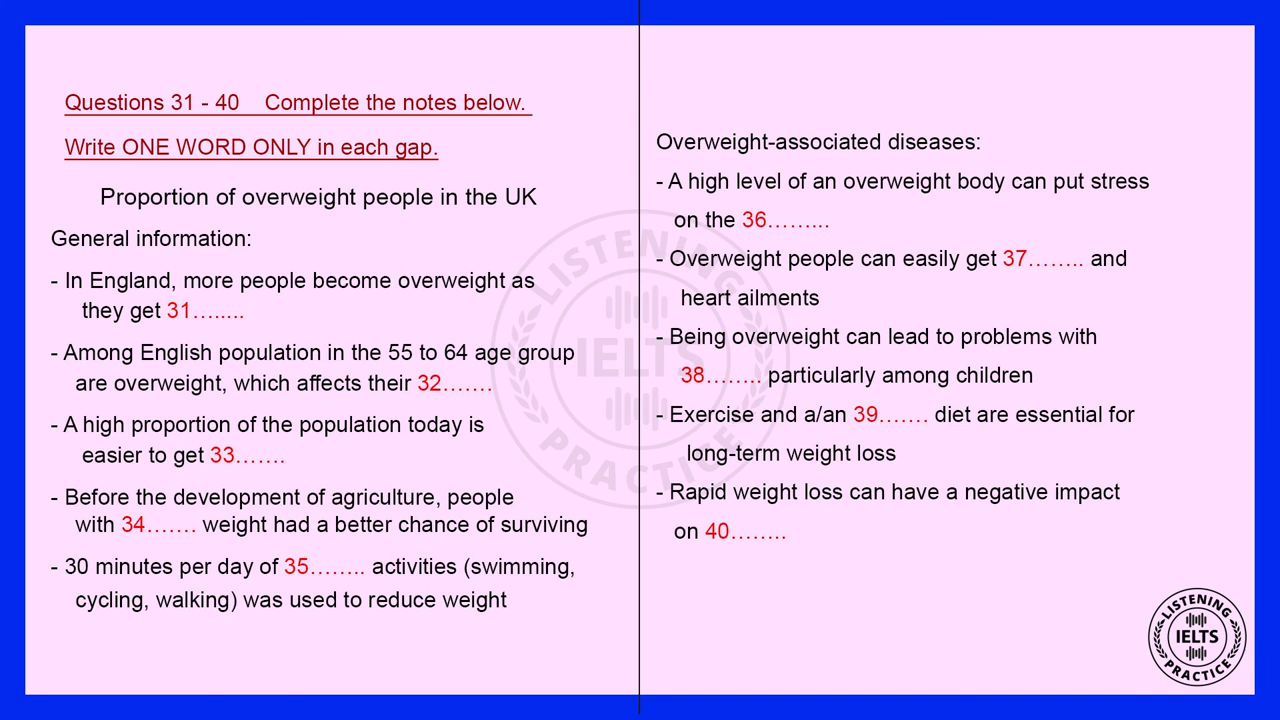 Questions 31 - 40    Complete the notes below.
Write ONE WORD ONLY in each gap.
Proportion of overweight people in the UK
General information:
- In England, more people become overweight as
they get 31….....
- Among English population in the 55 to 64 age group
are overweight, which affects their 32…….
- A high proportion of the population today is
easier to get 33…….
- Before the development of agriculture, people
with 34……. weight had a better chance of surviving
- 30 minutes per day of 35…….. activities (swimming,
cycling, walking) was used to reduce weight
Overweight-associated diseases:
- A high level of an overweight body can put stress
on the 36……...
- Overweight people can easily get 37…….. and
heart ailments
- Being overweight can lead to problems with
38…….. particularly among children
- Exercise and a/an 39……. diet are essential for
long-term weight loss
- Rapid weight loss can have a negative impact
on 40……..
LISTENING
IELTS
PRACTICE
LISTENING
IELTS
PRACTICE